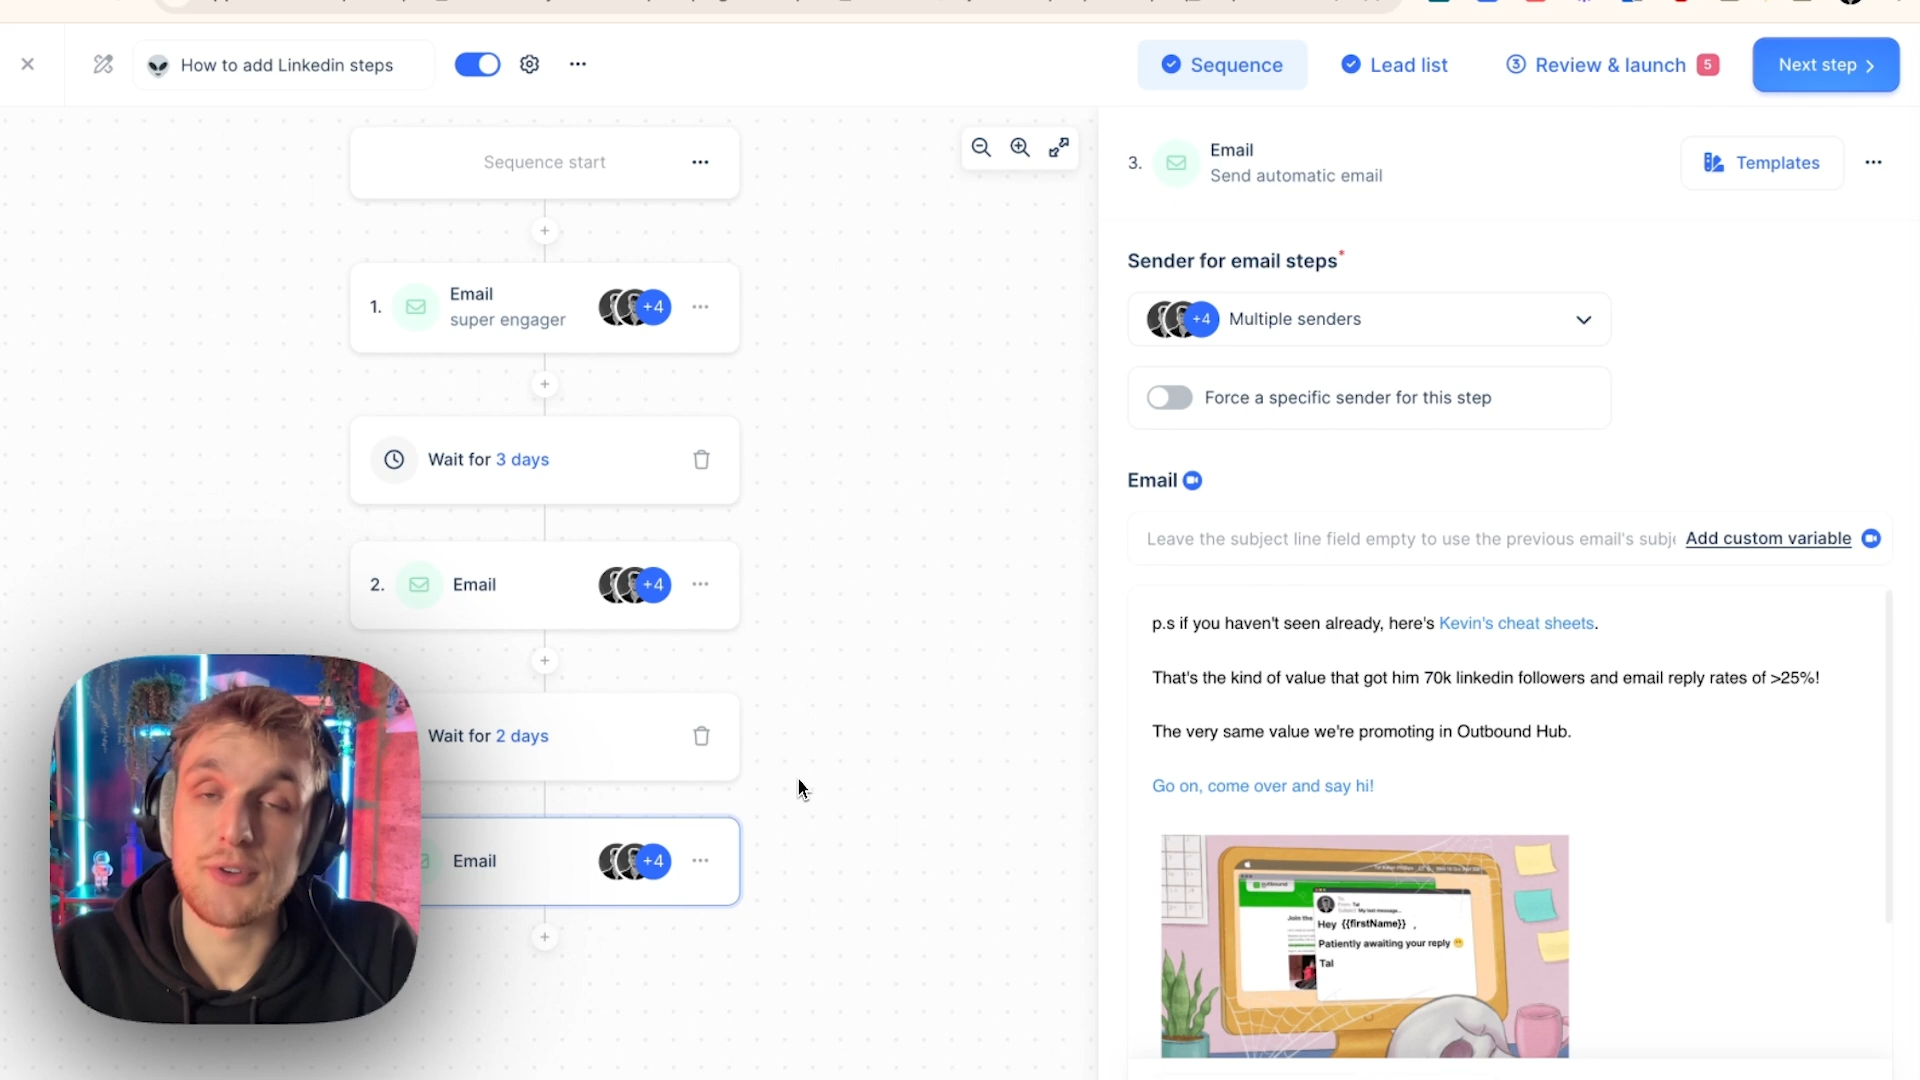 How to add Linkedin steps
Sequence
Lead list
3 Review & launch 5
Next step
Sequence start
1. Email
super engager
+4
Wait for 3 days
2. Email
+4
Wait for 2 days
Email
+4
3. Email
Send automatic email
Templates
Sender for email steps*
+4 Multiple senders
Force a specific sender for this step
Email
Leave the subject line field empty to use the previous email's subje
Add custom variable
p.s if you haven't seen already, here's Kevin's cheat sheets.
That's the kind of value that got him 70k linkedin followers and email reply rates of >25%!
The very same value we're promoting in Outbound Hub.
Go on, come over and say hi!
Outbound
Join the
Hey {{firstName}} ,
Patiently awaiting your reply
Tal